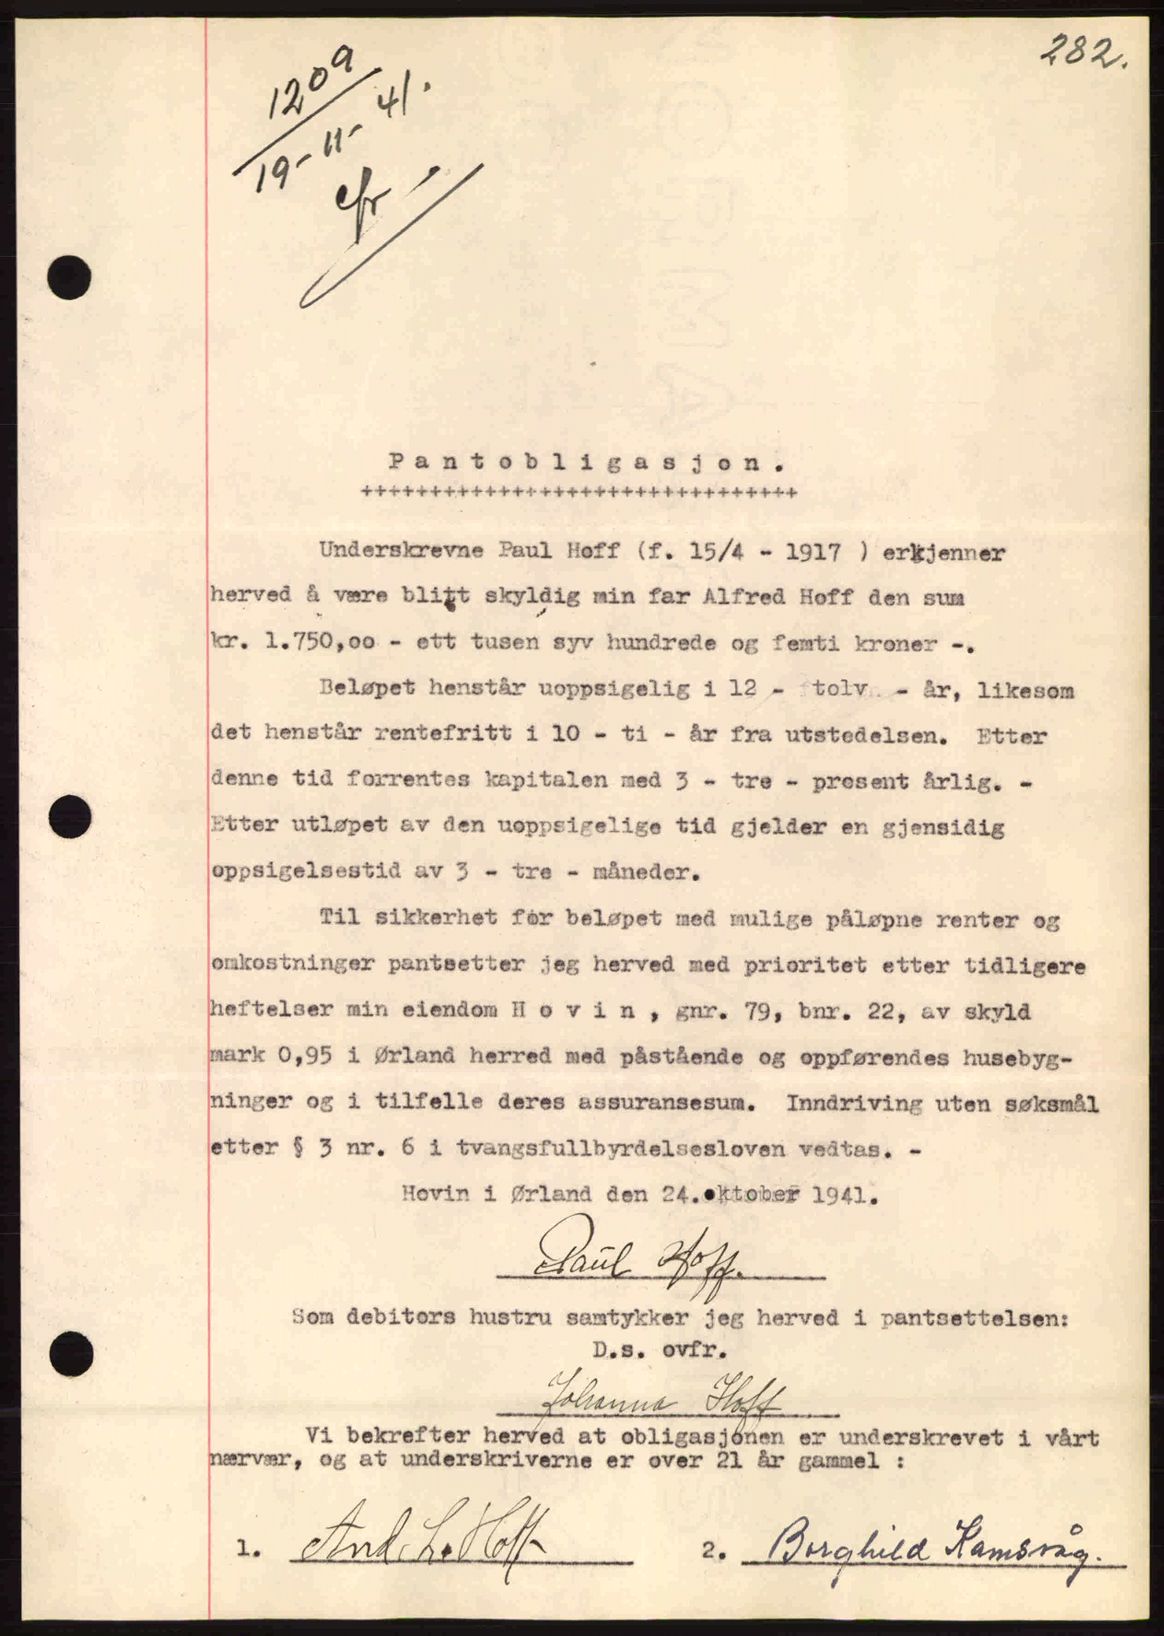 282.
1209
19-11-41.
Pantobligasjon.
++++++++++++++++++++++++++++++++
Underskrevne Paul Hoff (f. 15/4 - 1917 ) erkjenner
herved å være blitt skyldig min far Alfred Hoff den sum
kr. 1.750,oo - ett tusen syv hundrede og femti kroner -.
Beløpet henstår uoppsigelig i 12 - tolv - år, likesom
det henstår rentefritt i 10 - ti - år fra utstedelsen. Etter
denne tid forrentes kapitalen med 3 - tre - prosent årlig. -
Etter utløpet av den uoppsigelige tid gjelder en gjensidig
oppsigelsestid av 3 - tre - måneder.
Til sikkerhet for beløpet med mulige påløpne renter og
omkostninger pantsetter jeg herved med prioritet etter tidligere
heftelser min eiendom H o v i n , gnr. 79, bnr. 22, av skyld
mark 0,95 i Ørland herred med påstående og oppførendes husebyg-
ninger og i tilfelle deres assuransesum. Inndriving uten søksmål
etter § 3 nr. 6 i tvangsfullbyrdelsesloven vedtas. -
Hovin i Ørland den 24.oktober 1941.
Paul Hoff.
Som debitors hustru samtykker jeg herved i pantsettelsen:
D.s. ovfr.
Johanna Hoff
Vi bekrefter herved at obligasjonen er underskrevet i vårt
nærvær, og at underskriverne er over 21 år gammel :
1. And. L. Hoff 2. Borghild Kamsvåg.